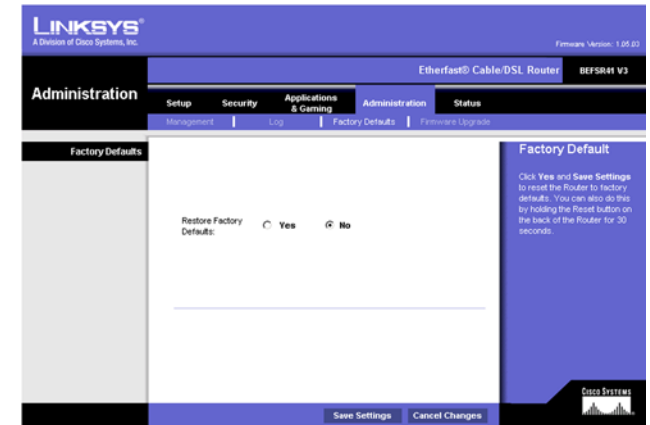 LINKSYS®
A Division of Cisco Systems, Inc.
Firmware Version: 1.05.03
Etherfast® Cable/DSL Router
BEFSR41 V3
Administration
Setup Security Applications & Gaming Administration Status
Management Log Factory Defaults Firmware Upgrade
Factory Defaults
Restore Factory
Defaults:
Yes No
Factory Default
Click Yes and Save Settings
to reset the Router to factory
defaults. You can also do this
by holding the Reset button on
the back of the Router for 30
seconds.
Save Settings Cancel Changes
CISCO SYSTEMS